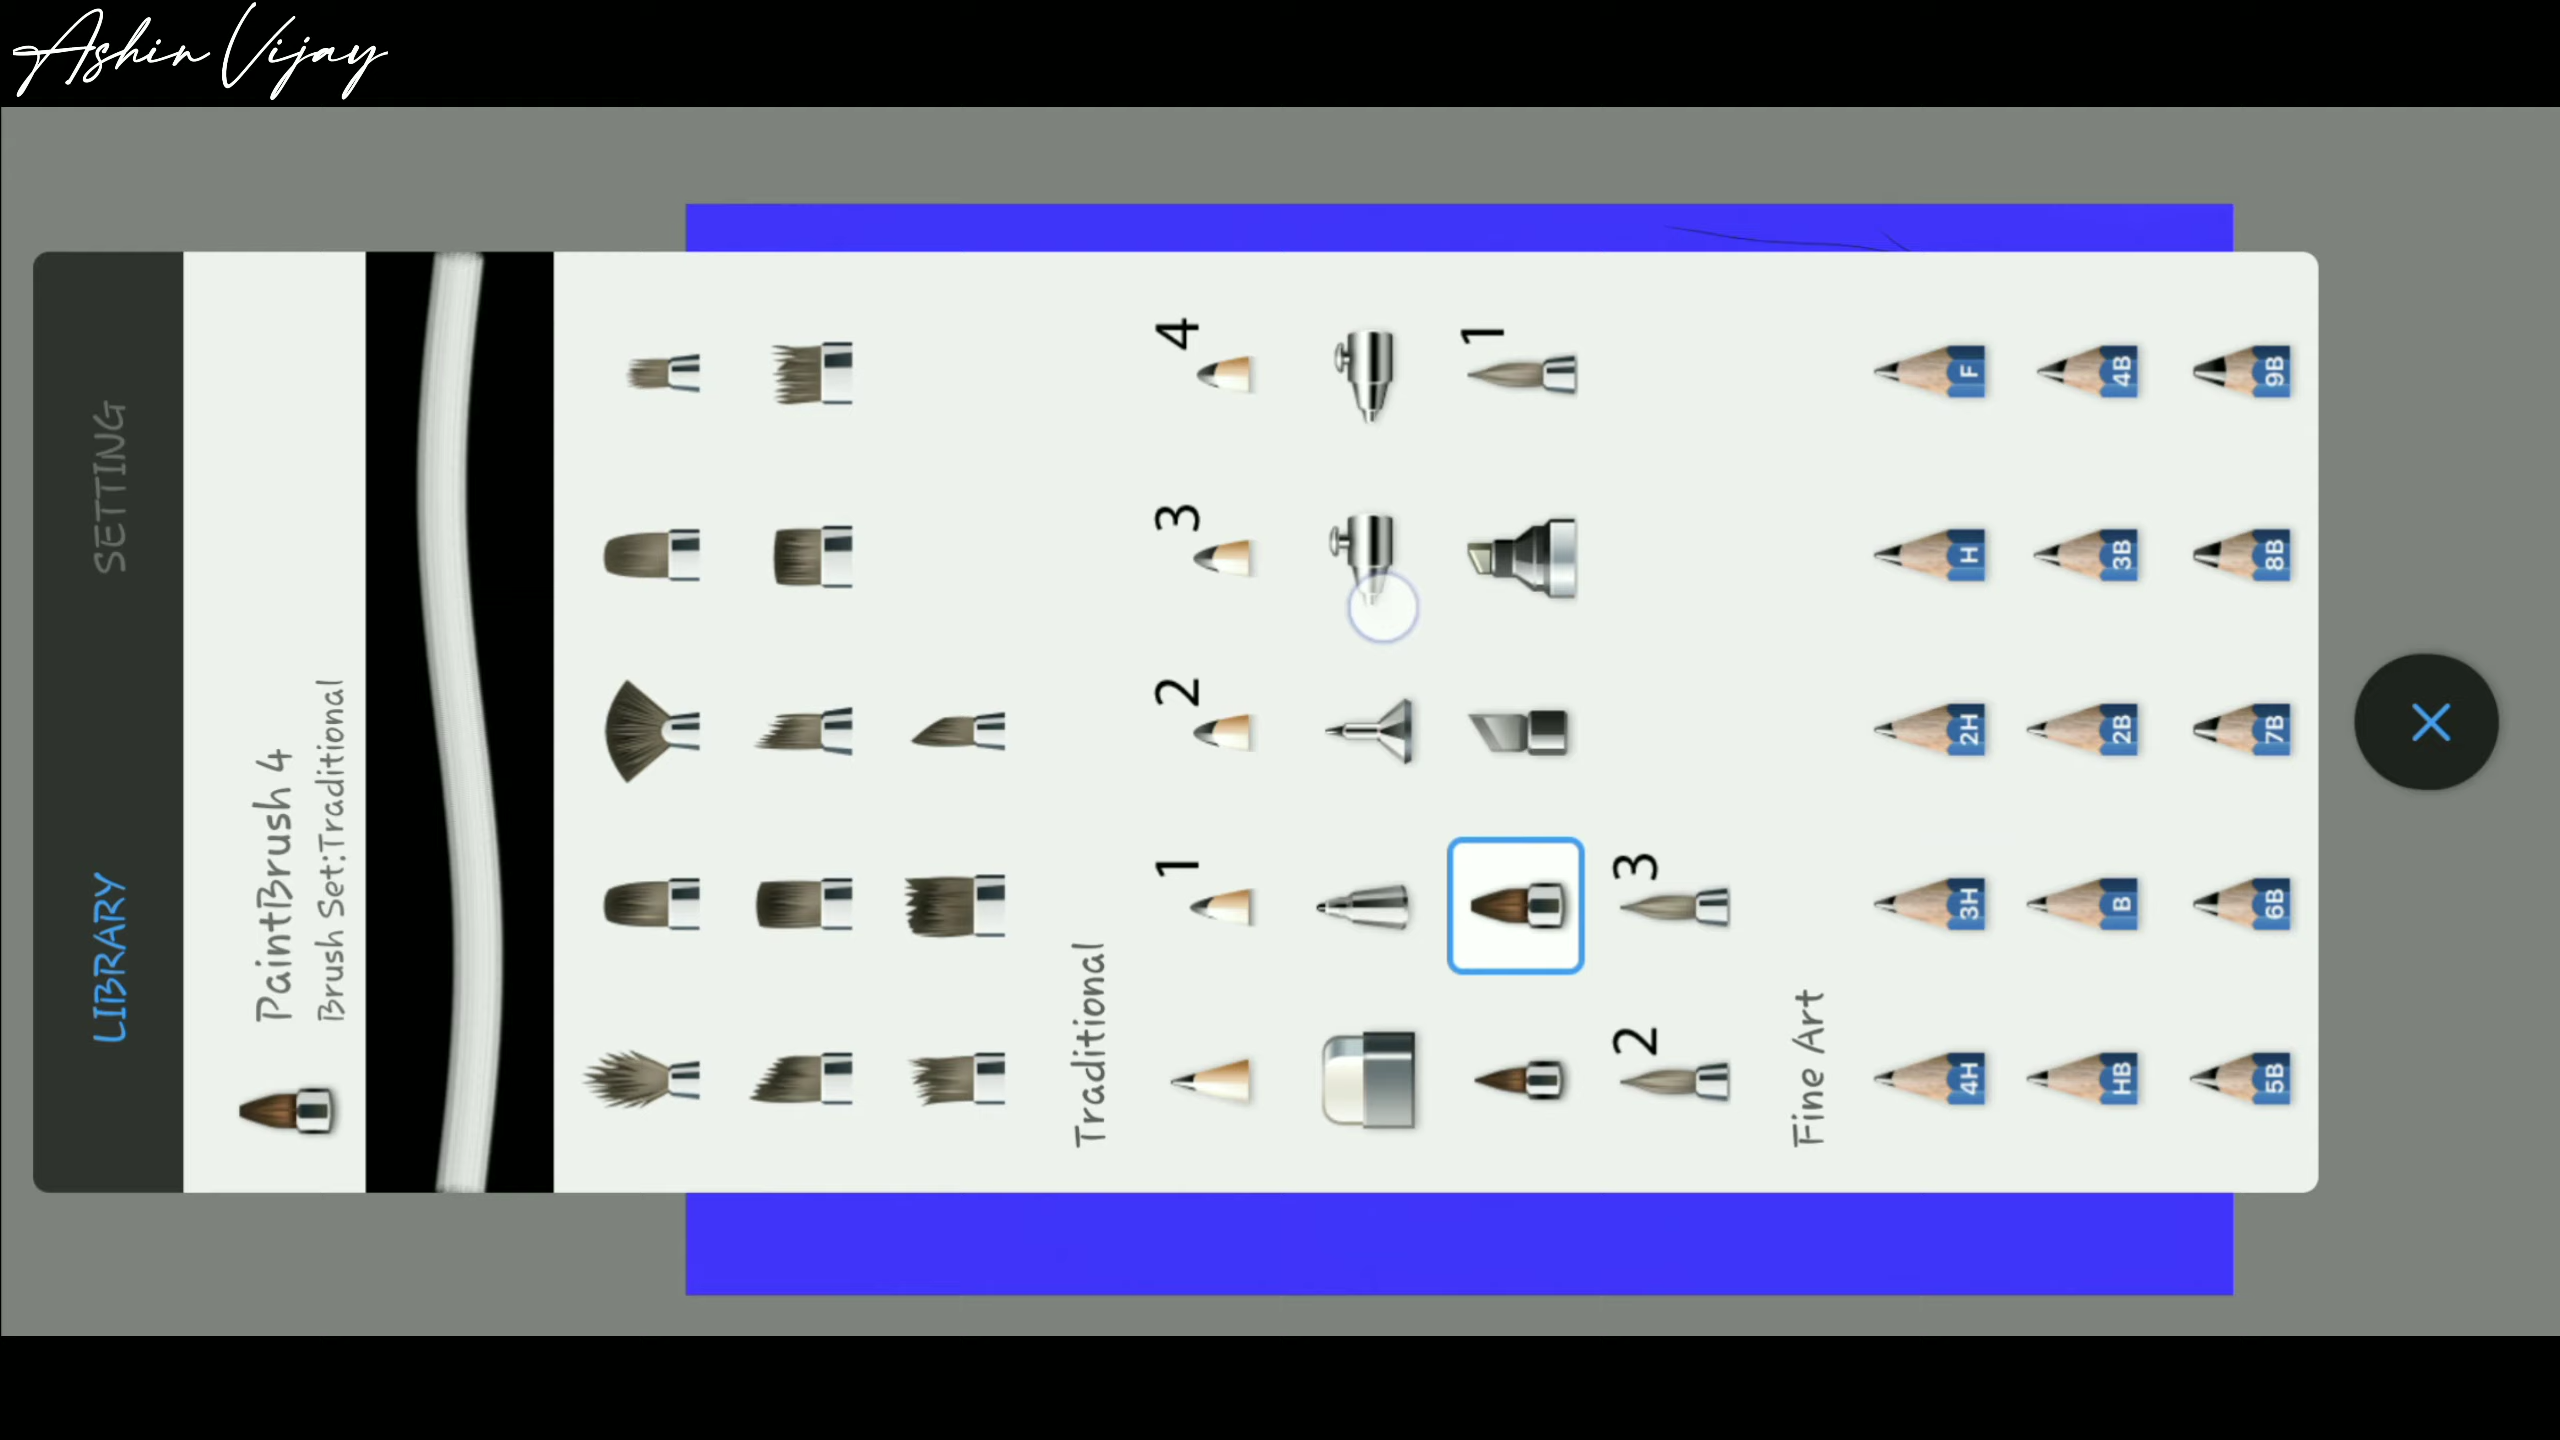 Ashin Vijay
LIBRARY SETTING
PaintBrush 4
Brush Set:Traditional
Traditional
1 2 3 4
1
2 3
Fine Art
4H 3H 2H H F
HB B 2B 3B 4B
5B 6B 7B 8B 9B